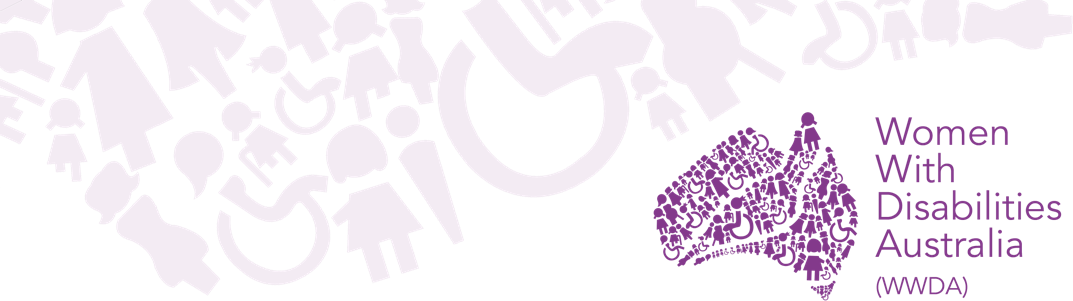 Women
With
Disabilities
Australia
(WWDA)